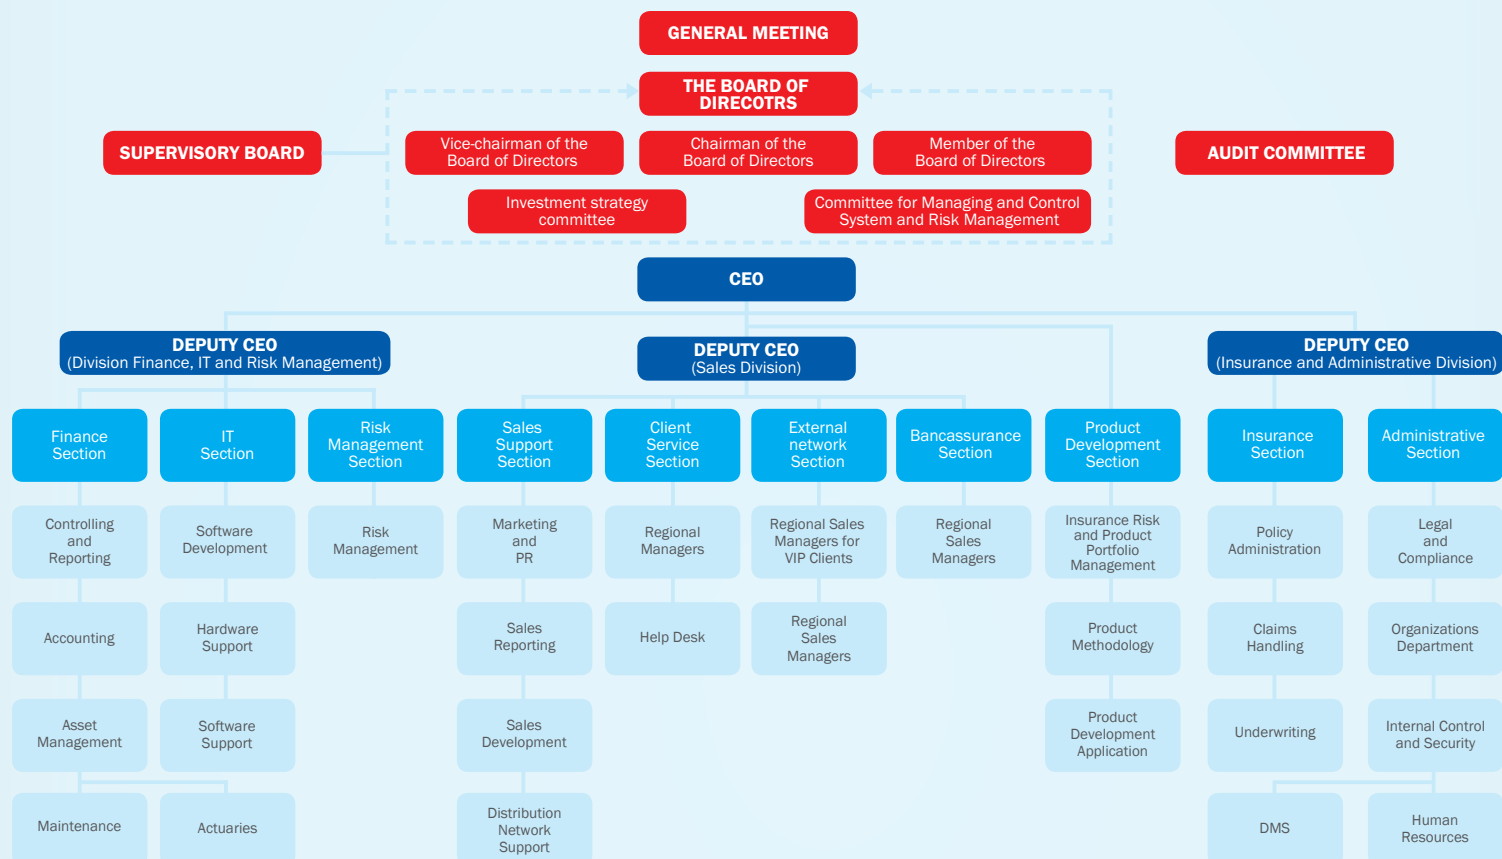 GENERAL MEETING
THE BOARD OF
DIRECOTRS
SUPERVISORY BOARD
Vice-chairman of the
Board of Directors
Chairman of the
Board of Directors
Member of the
Board of Directors
AUDIT COMMITTEE
Investment strategy
committee
Committee for Managing and Control
System and Risk Management
CEO
DEPUTY CEO
(Division Finance, IT and Risk Management)
DEPUTY CEO
(Sales Division)
DEPUTY CEO
(Insurance and Administrative Division)
Finance
Section
IT
Section
Risk
Management
Section
Sales
Support
Section
Client
Service
Section
External
network
Section
Bancassurance
Section
Product
Development
Section
Insurance
Section
Administrative
Section
Controlling
and
Reporting
Software
Development
Risk
Management
Marketing
and
PR
Regional
Managers
Regional Sales
Managers for
VIP Clients
Regional
Sales
Managers
Insurance Risk
and Product
Portfolio
Management
Policy
Administration
Legal
and
Compliance
Accounting
Hardware
Support
Sales
Reporting
Help Desk
Regional
Sales
Managers
Product
Methodology
Claims
Handling
Organizations
Department
Asset
Management
Software
Support
Sales
Development
Product
Development
Application
Underwriting
Internal Control
and Security
Maintenance
Actuaries
Distribution
Network
Support
DMS
Human
Resources